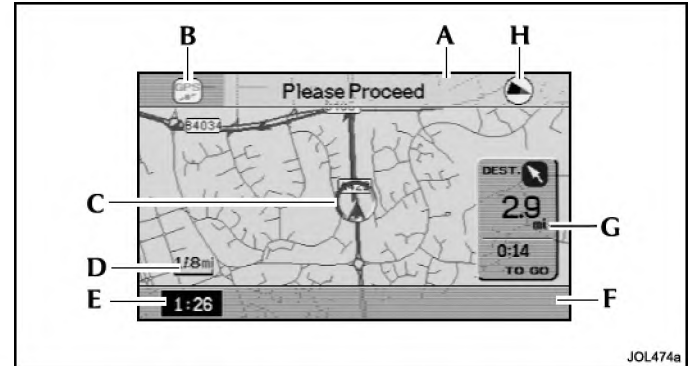 B A H
GPS
Please Proceed
B4034
DEST.
2.9
mi
G
C
0:14
TO GO
D
1/8mi
E
1:26
F
JOL474a